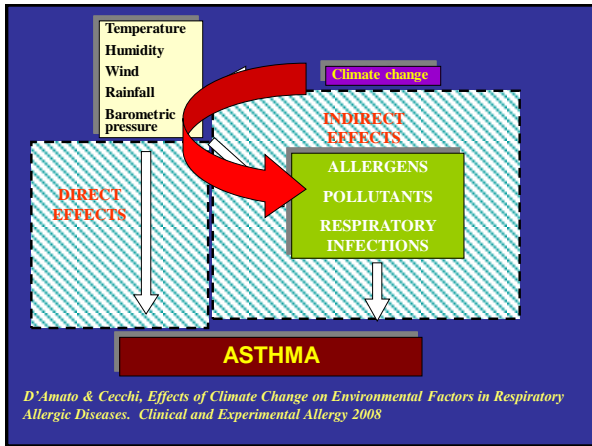 Temperature
Humidity
Wind
Rainfall
Barometric
pressure
Climate change
INDIRECT
EFFECTS
ALLERGENS
POLLUTANTS
RESPIRATORY
INFECTIONS
DIRECT
EFFECTS
ASTHMA
D'Amato & Cecchi, Effects of Climate Change on Environmental Factors in Respiratory
Allergic Diseases. Clinical and Experimental Allergy 2008